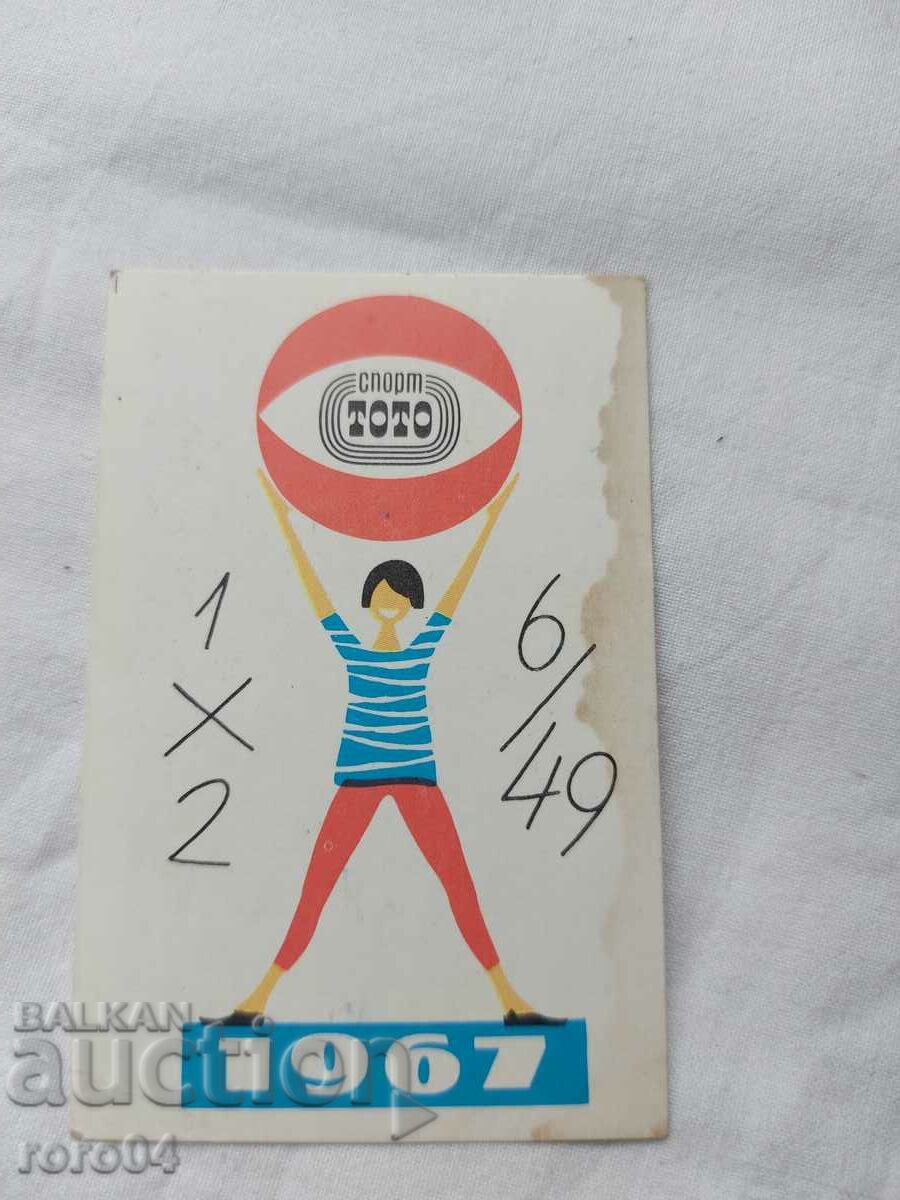 спорт
ТОТО
1
X
2
6/49
1967
BALKAN
auction
roro04